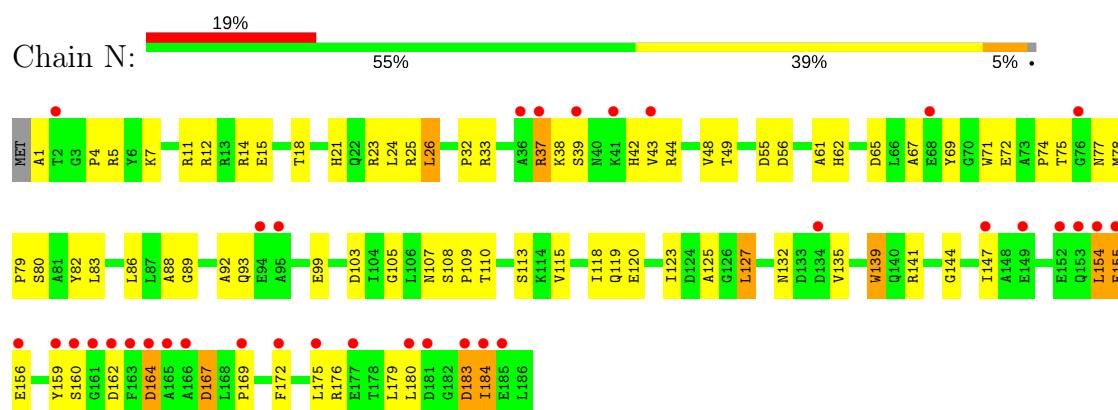 19%
Chain N:
55% 39% 5% •
MET A1 T2 G3 P4 R5 Y6 K7 R11 R12 R13 R14 E15 T18 H21 Q22 R23 L24 R25 L26 P32 R33 A36 R37 K38 S39 N40 K41 H42 V43 R44 V48 T49 D55 D56 A61 H62 D65 L66 A67 E68 Y69 G70 W71 E72 A73 P74 T75 G76 N77 M78
P79 S80 A81 Y82 L83 L86 L87 A88 G89 A92 Q93 E94 A95 E99 D103 I104 G105 L106 N107 S108 P109 T110 S113 K114 V115 I118 Q119 E120 I123 D124 A125 G126 L127 N132 D133 D134 V135 W139 Q140 R141 G144 I147 A148 E149 E152 Q153 L154 E155
E156 Y159 S160 G161 D162 F163 D164 A165 A166 D167 L168 P169 F172 L175 R176 E177 T178 L179 L180 D181 G182 D183 I184 E185 L186